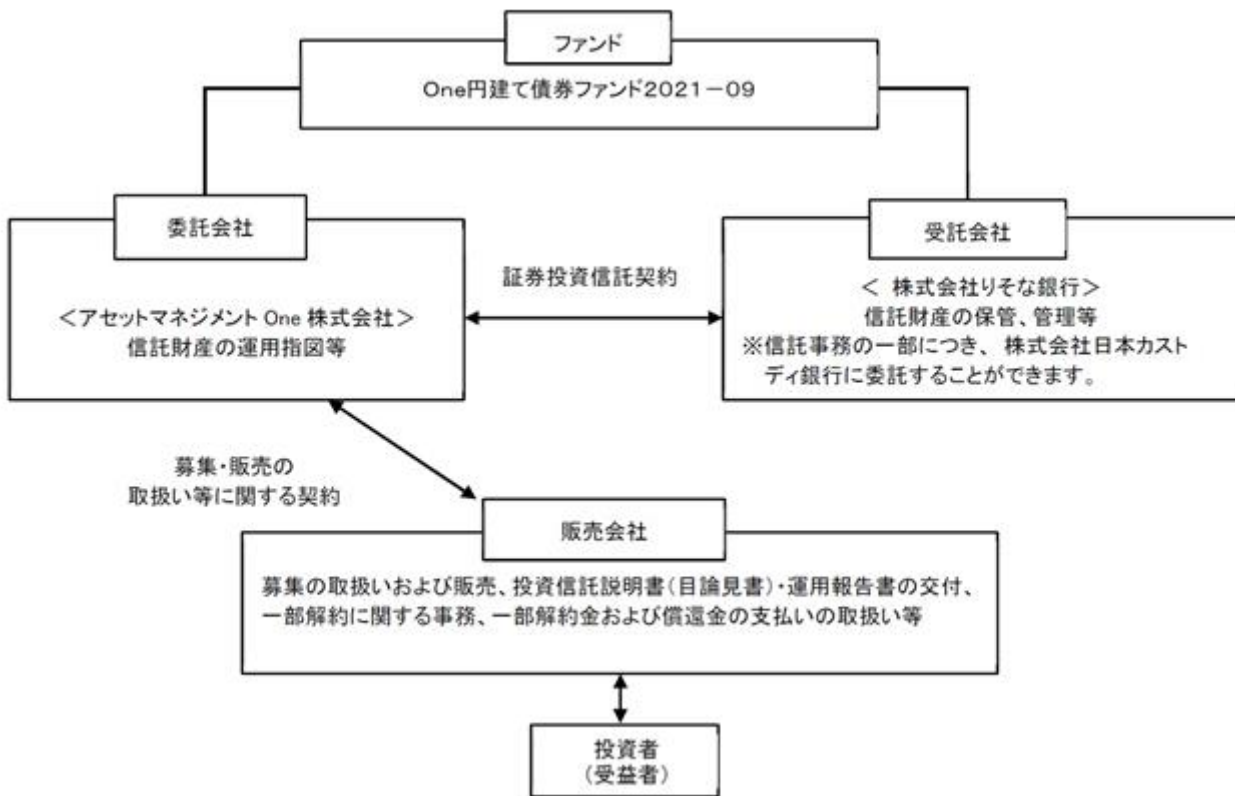 ファンド
One円建て債券ファンド2021－09
委託会社
＜アセットマネジメント One 株式会社＞
信託財産の運用指図等
証券投資信託契約
受託会社
＜ 株式会社りそな銀行＞
信託財産の保管、管理等
※信託事務の一部につき、 株式会社日本カスト
ディ銀行に委託することができます。
募集・販売の
取扱い等に関する契約
販売会社
募集の取扱いおよび販売、投資信託説明書（目論見書）・運用報告書の交付、
一部解約に関する事務、一部解約金および償還金の支払いの取扱い等
投資者
（受益者）